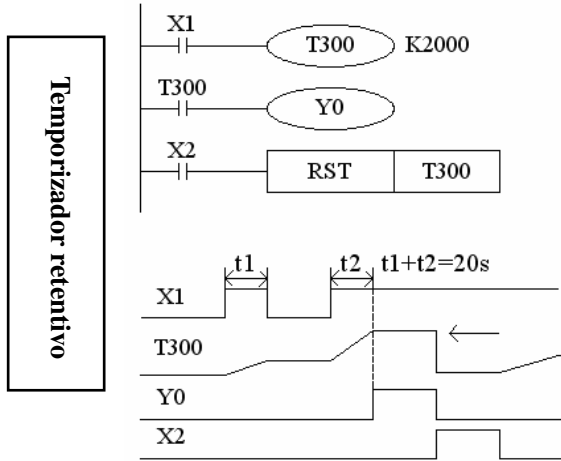 Temporizador retentivo
X1
T300 K2000
T300
Y0
X2
RST T300
t1 t2 t1+t2=20s
X1
T300
Y0
X2